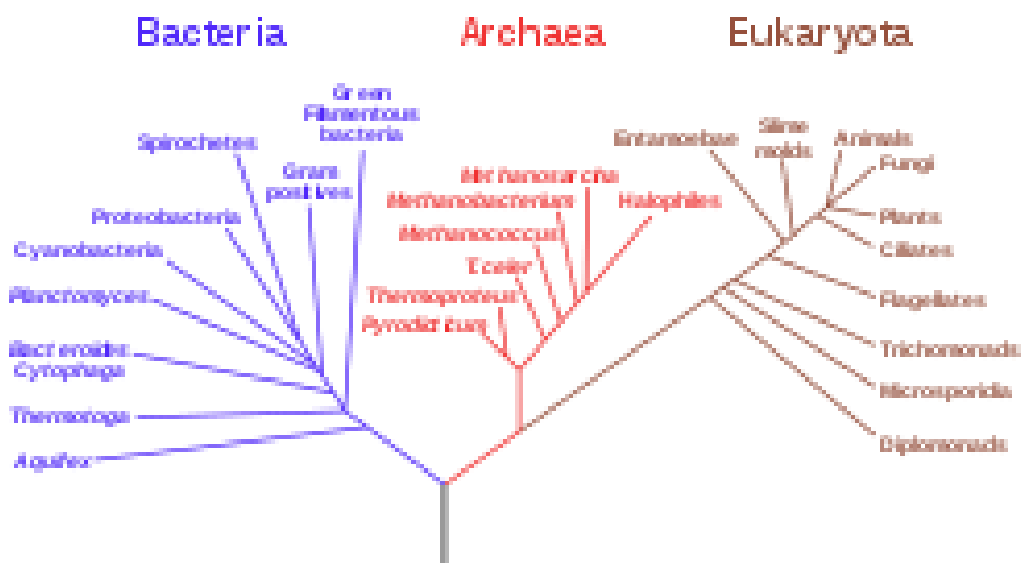 Bacteria
Archaea
Eukaryota
Green
Filamentous
bacteria
Spirochetes
Gram
positives
Proteobacteria
Cyanobacteria
Planctomyces
Bacteroides
Cytophaga
Thermotoga
Aquifex
Methanosarcina
Methanobacterium
Methanococcus
T. celer
Thermoproteus
Pyrodicticum
Halophiles
Entamoebae
Slime
molds
Animals
Fungi
Plants
Ciliates
Flagellates
Trichomonads
Microsporidia
Diplomonads